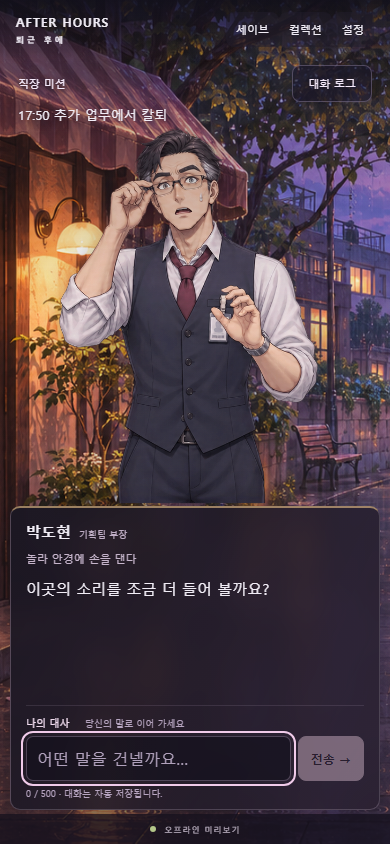 AFTER HOURS
퇴근 후에
세이브 컬렉션 설정
직장 미션
대화 로그
17:50 추가 업무에서 칼퇴
박도현 기획팀 부장
놀라 안경에 손을 댄다
이곳의 소리를 조금 더 들어 볼까요?
나의 대사 당신의 말로 이어 가세요
어떤 말을 건넬까요...
전송 →
0 / 500 · 대화는 자동 저장됩니다.
오프라인 미리보기